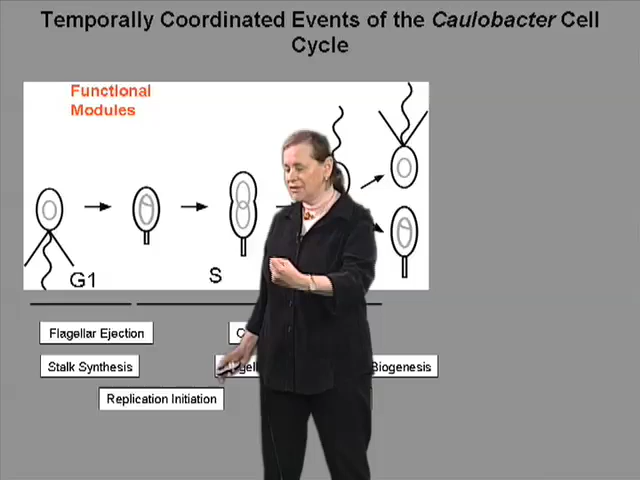 Temporally Coordinated Events of the Caulobacter Cell
Cycle
Functional
Modules
G1
S
Flagellar Ejection
Stalk Synthesis
Biogenesis
Replication Initiation